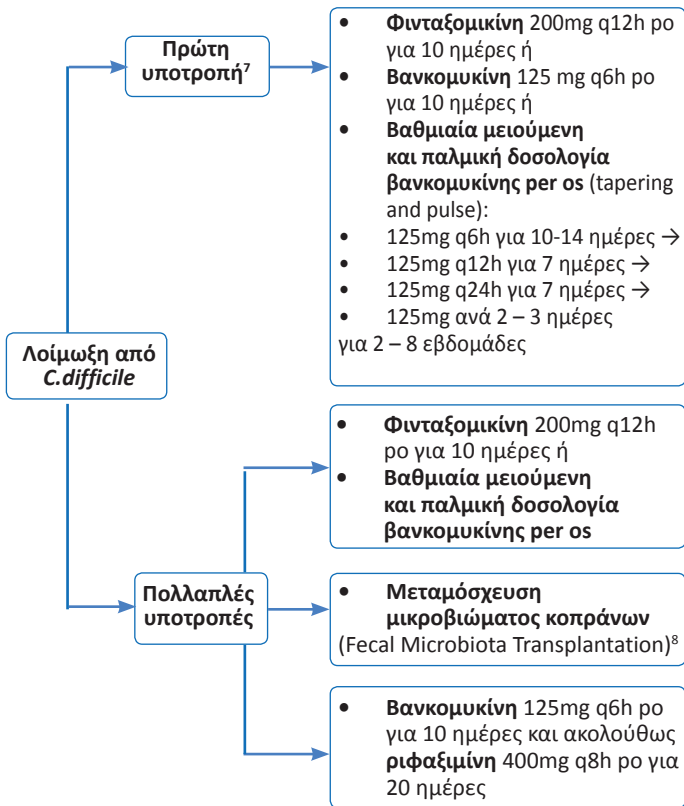 Πρώτη
υποτροπή⁷
• Φινταξομικίνη 200mg q12h po
για 10 ημέρες ή
• Βανκομυκίνη 125 mg q6h po
για 10 ημέρες ή
• Βαθμιαία μειούμενη
και παλμική δοσολογία
βανκομυκίνης per os (tapering
and pulse):
• 125mg q6h για 10-14 ημέρες →
• 125mg q12h για 7 ημέρες →
• 125mg q24h για 7 ημέρες →
• 125mg ανά 2 – 3 ημέρες
για 2 – 8 εβδομάδες
Λοίμωξη από
C.difficile
• Φινταξομικίνη 200mg q12h
po για 10 ημέρες ή
• Βαθμιαία μειούμενη
και παλμική δοσολογία
βανκομυκίνης per os
Πολλαπλές
υποτροπές
• Μεταμόσχευση
μικροβιώματος κοπράνων
(Fecal Microbiota Transplantation)⁸
• Βανκομυκίνη 125mg q6h po
για 10 ημέρες και ακολούθως
ριφαξιμίνη 400mg q8h po για
20 ημέρες